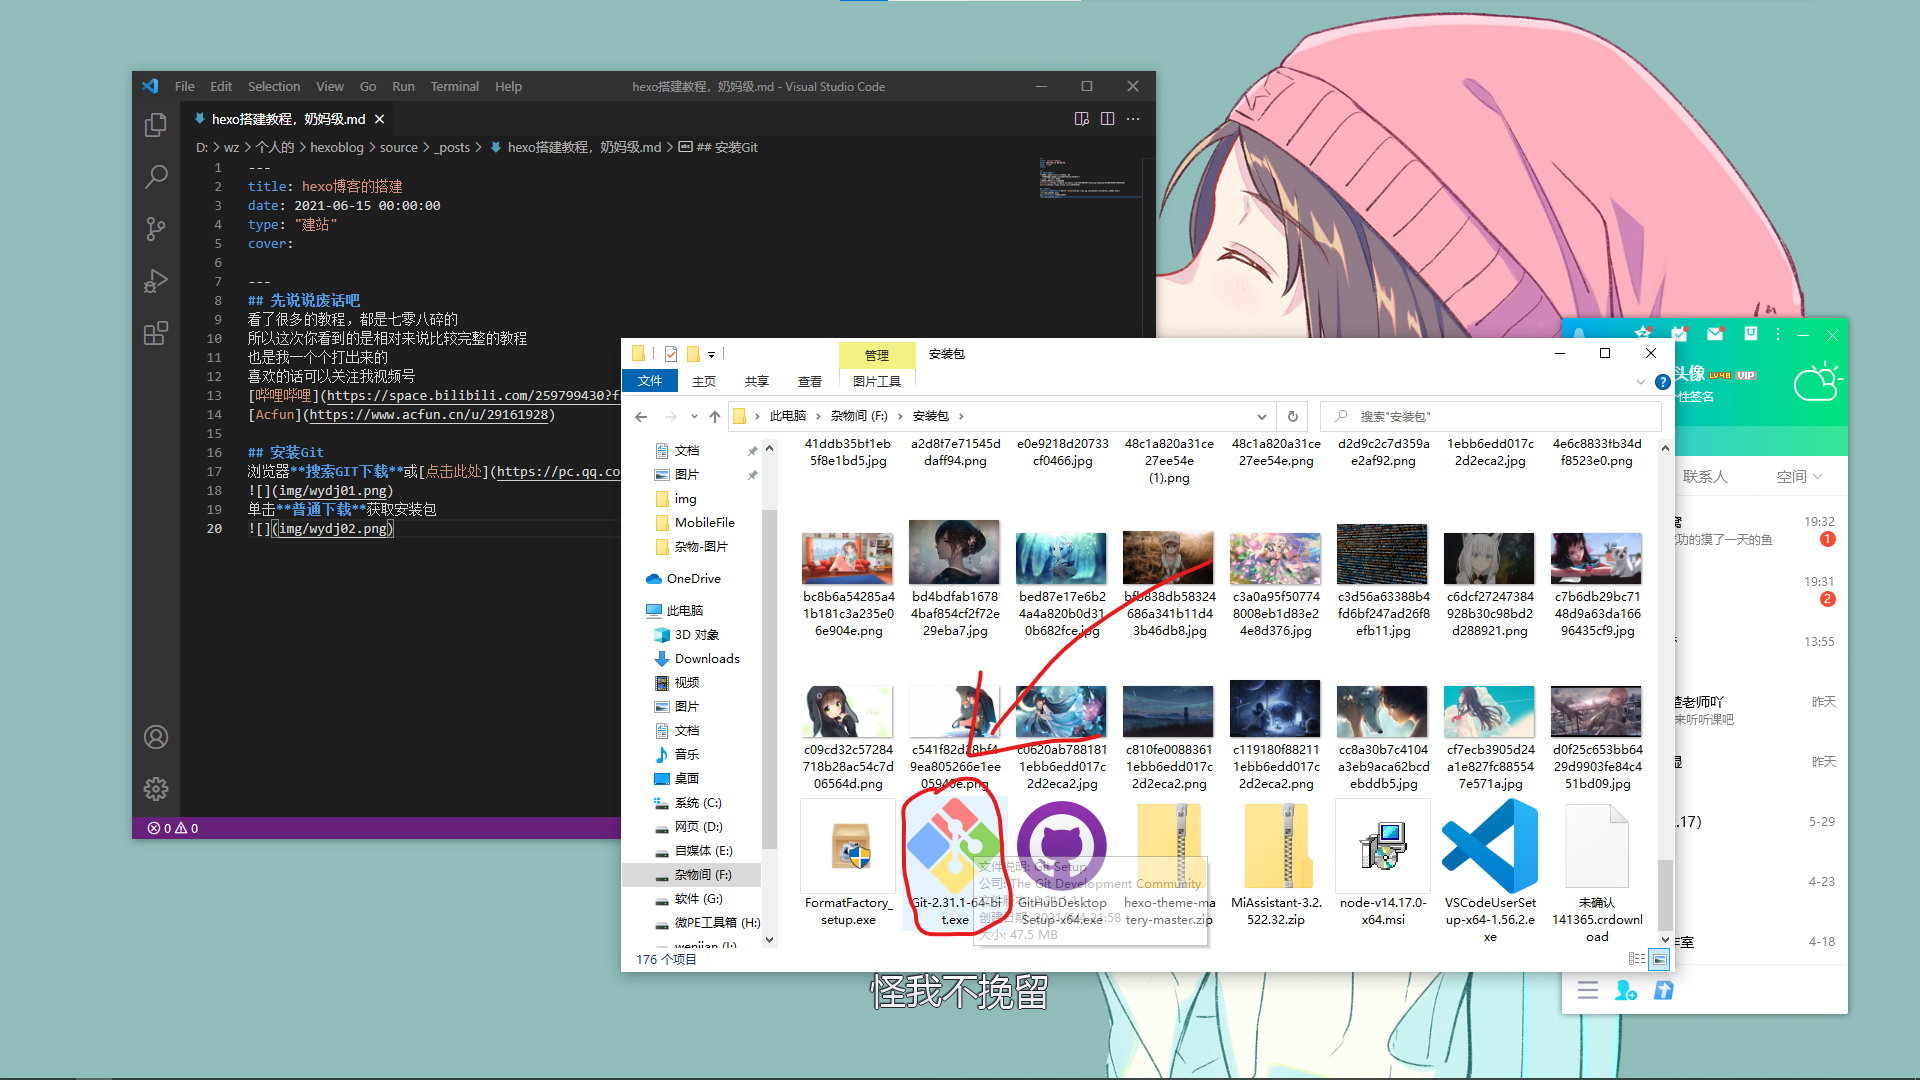 File Edit Selection View Go Run Terminal Help
hexo搭建教程，奶妈级.md - Visual Studio Code
hexo搭建教程，奶妈级.md
D: > wz > 个人的 > hexoblog > source > _posts > hexo搭建教程，奶妈级.md > ## 安装Git
1 ---
2 title: hexo博客的搭建
3 date: 2021-06-15 00:00:00
4 type: "建站"
5 cover:
6
7 ---
8 ## 先说说废话吧
9 看了很多的教程，都是七零八碎的
10 所以这次你看到的是相对来说比较完整的教程
11 也是我一个个打出来的
12 喜欢的话可以关注我视频号
13 [哔哩哔哩](https://space.bilibili.com/259799430?f
14 [Acfun](https://www.acfun.cn/u/29161928)
15
16 ## 安装Git
17 浏览器**搜索GIT下载**或[点击此处](https://pc.qq.co
18 ![](img/wydj01.png)
19 单击**普通下载**获取安装包
20 ![](img/wydj02.png)
0 0
管理 安装包
文件 主页 共享 查看 图片工具
此电脑 > 杂物间 (F:) > 安装包 >
搜索"安装包"
文档
图片
img
MobileFile
杂物-图片
OneDrive
此电脑
3D 对象
Downloads
视频
图片
文档
音乐
桌面
系统 (C:)
网页 (D:)
自媒体 (E:)
杂物间 (F:)
软件 (G:)
微PE工具箱 (H:)
wenjian (I:)
41ddb35bf1eb5f8e1bd5.jpg
a2d8f7e71545ddaff94.png
e0e9218d20733cf0466.jpg
48c1a820a31ce27ee54e(1).png
48c1a820a31ce27ee54e.png
d2d9c2c7d359ae2af92.png
1ebb6edd017c2d2eca2.jpg
4e6c8833fb34df8523e0.png
bc8b6a54285a41b181c3a235e06e904e.png
bd4bdfab16784baf854cf2f72e29eba7.jpg
bed87e17e6b24a4a820b0d310b682fce.jpg
bfb838db58324686a341b11d43b46db8.jpg
c3a0a95f507748008eb1d83e24e8d376.jpg
c3d56a63388b4fd6bf247ad26f8efb11.jpg
c6dcf27247384928b30c98bd2d288921.png
c7b6db29bc7148d9a63da16696435cf9.jpg
c09cd32c57284718b28ac54c7d06564d.png
c541f82d28bf49ea805266e1ee05940e.png
c0620ab7881811ebb6edd017c2d2eca2.jpg
c810fe00883611ebb6edd017c2d2eca2.png
c119180f882111ebb6edd017c2d2eca2.png
cc8a30b7c4104a3eb9aca62bcdebddb5.jpg
cf7ecb3905d24a1e827fc885547e571a.jpg
d0f25c653bb6429d9903fe84c451bd09.jpg
FormatFactory_setup.exe
Git-2.31.1-64-bit.exe
GitHubDesktopSetup-x64.exe
hexo-theme-matery-master.zip
MiAssistant-3.2.522.32.zip
node-v14.17.0-x64.msi
VSCodeUserSetup-x64-1.56.2.exe
未确认 141365.crdownload
文件说明: Git Setup
公司: The Git Development Community
创建日期: 2021/6/4 21:58
大小: 47.5 MB
176 个项目
头像 LV48 VIP
性签名
联系人 空间
19:32
功的摸了一天的鱼 1
19:31
2
13:55
老师吖 昨天
来听听课吧
昨天
.17) 5-29
4-23
室 4-18
怪我不挽留